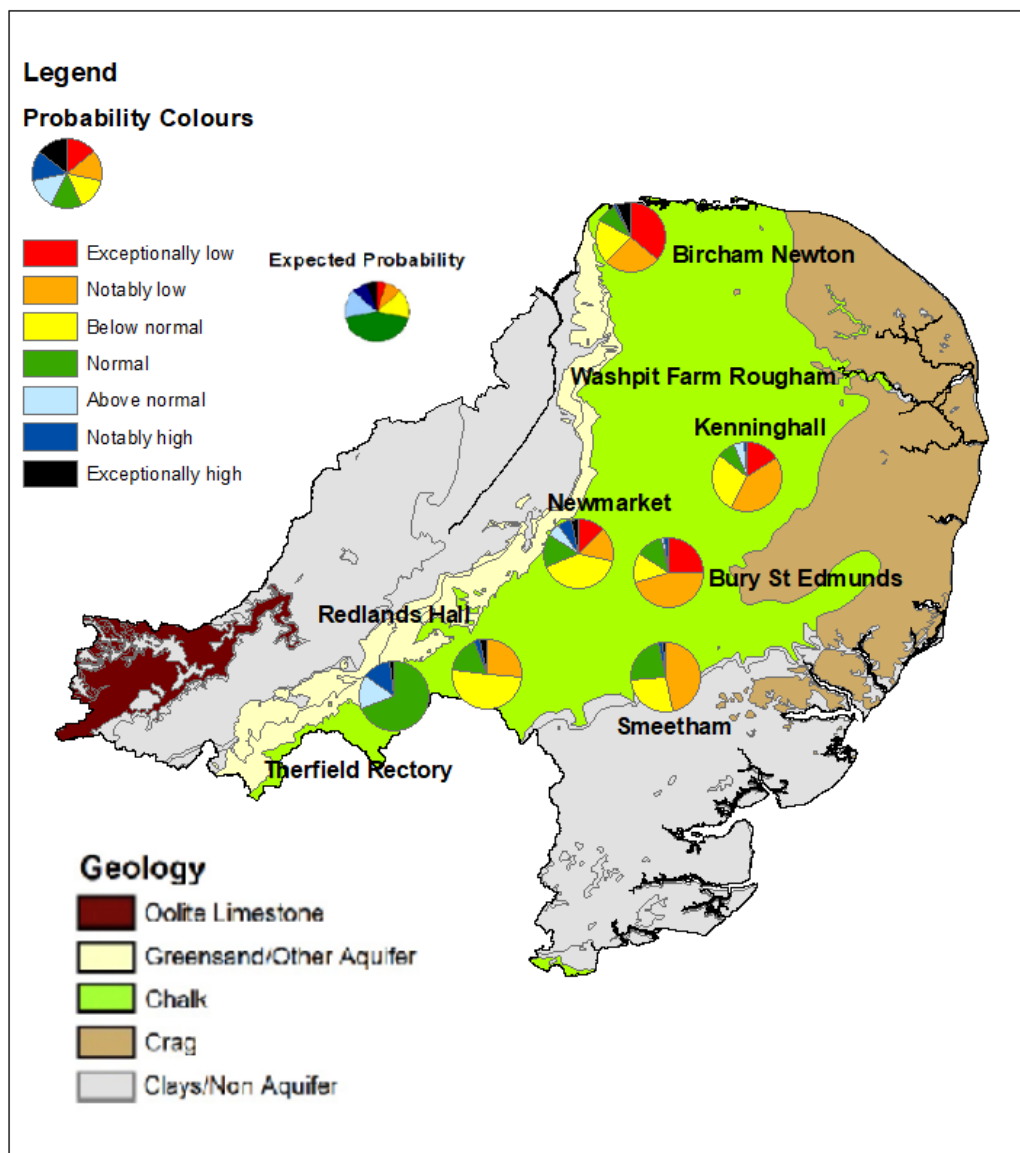 Legend
Probability Colours
Exceptionally low
Notably low
Below normal
Normal
Above normal
Notably high
Exceptionally high
Expected Probability
Bircham Newton
Washpit Farm Rougham
Kenninghall
Newmarket
Bury St Edmunds
Redlands Hall
Smeetham
Therfield Rectory
Geology
Oolite Limestone
Greensand/Other Aquifer
Chalk
Crag
Clays/Non Aquifer